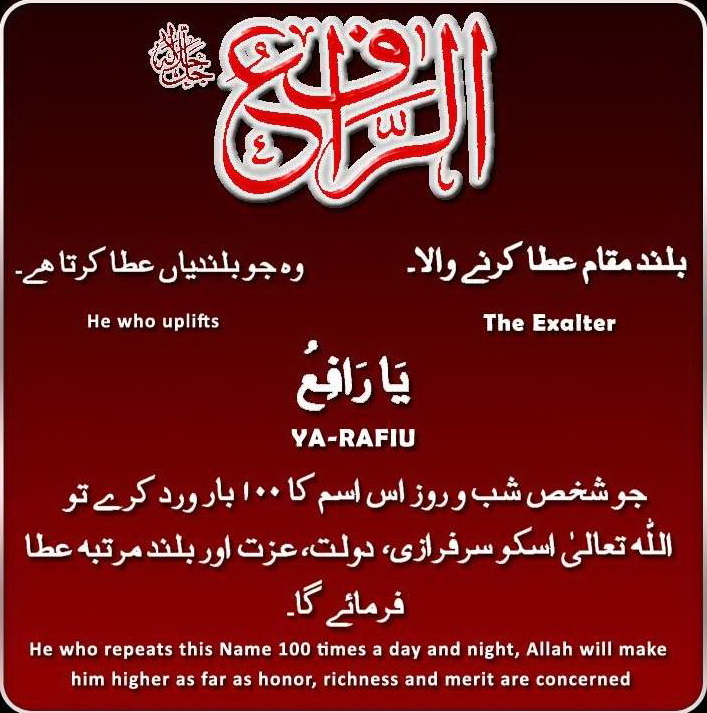 الرَّافِع
جل جلاله
بلند مقام عطا کرنے والا۔
وہ جو بلندیاں عطا کرتا ھے۔
The Exalter
He who uplifts
يَا رَافِعُ
YA-RAFIU
جو شخص شب و روز اس اسم کا ۱۰۰ بار ورد کرے تو
اللّٰہ تعالیٰ اسکو سرفرازی، دولت، عزت اور بلند مرتبہ عطا
فرمائے گا۔
He who repeats this Name 100 times a day and night, Allah will make
him higher as far as honor, richness and merit are concerned